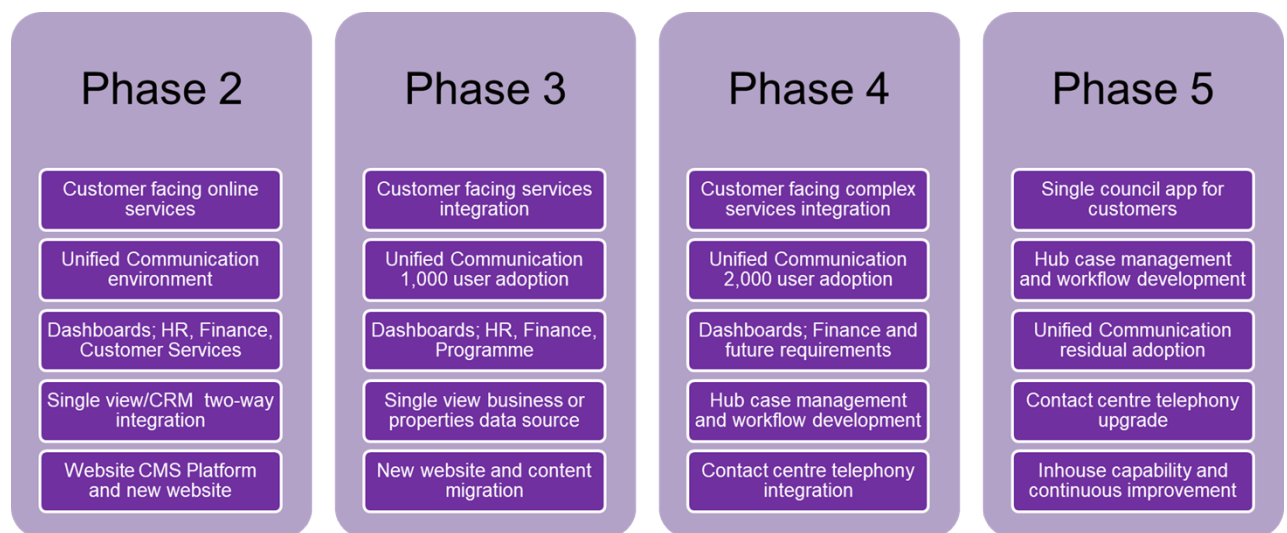 Phase 2
Customer facing online
services
Unified Communication
environment
Dashboards; HR, Finance,
Customer Services
Single view/CRM two-way
integration
Website CMS Platform
and new website
Phase 3
Customer facing services
integration
Unified Communication
1,000 user adoption
Dashboards; HR, Finance,
Programme
Single view business or
properties data source
New website and content
migration
Phase 4
Customer facing complex
services integration
Unified Communication
2,000 user adoption
Dashboards; Finance and
future requirements
Hub case management
and workflow development
Contact centre telephony
integration
Phase 5
Single council app for
customers
Hub case management
and workflow development
Unified Communication
residual adoption
Contact centre telephony
upgrade
Inhouse capability and
continuous improvement